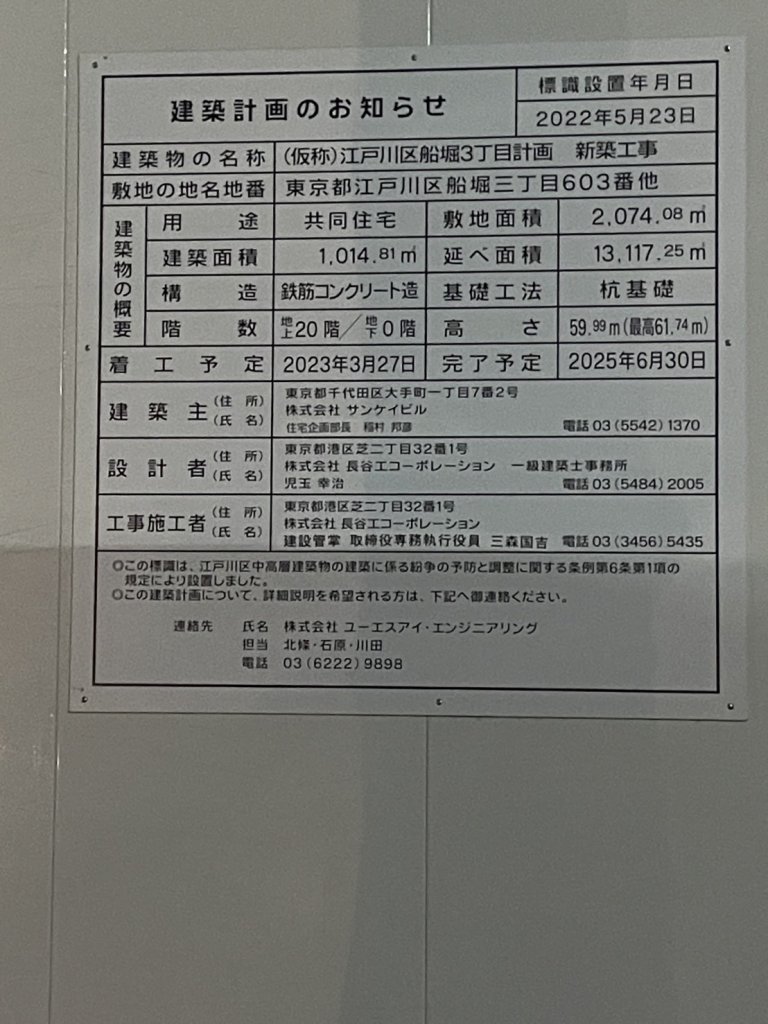 建築計画のお知らせ
標識設置年月日
2022年5月23日
建築物の名称 (仮称)江戸川区船堀3丁目計画 新築工事
敷地の地名地番 東京都江戸川区船堀三丁目603番他
建築物の概要
用途 共同住宅 敷地面積 2,074.08㎡
建築面積 1,014.81㎡ 延べ面積 13,117.25㎡
構造 鉄筋コンクリート造 基礎工法 杭基礎
階数 地上20階/地下0階 高さ 59.99m(最高61.74m)
着工予定 2023年3月27日 完了予定 2025年6月30日
建築主(住所)(氏名)
東京都千代田区大手町一丁目7番2号
株式会社 サンケイビル
住宅企画部長 稲村 邦彦 電話03(5542)1370
設計者(住所)(氏名)
東京都港区芝二丁目32番1号
株式会社 長谷工コーポレーション 一級建築士事務所
児玉 幸治 電話03(5484)2005
工事施工者(住所)(氏名)
東京都港区芝二丁目32番1号
株式会社 長谷工コーポレーション
建設管掌 取締役専務執行役員 三森国吉 電話03(3456)5435
◎この標識は、江戸川区中高層建築物の建築に係る紛争の予防と調整に関する条例第6条第1項の
規定により設置しました。
◎この建築計画について、詳細説明を希望される方は、下記へ御連絡ください。
連絡先 氏名 株式会社 ユーエスアイ・エンジニアリング
担当 北條・石原・川田
電話 03(6222)9898